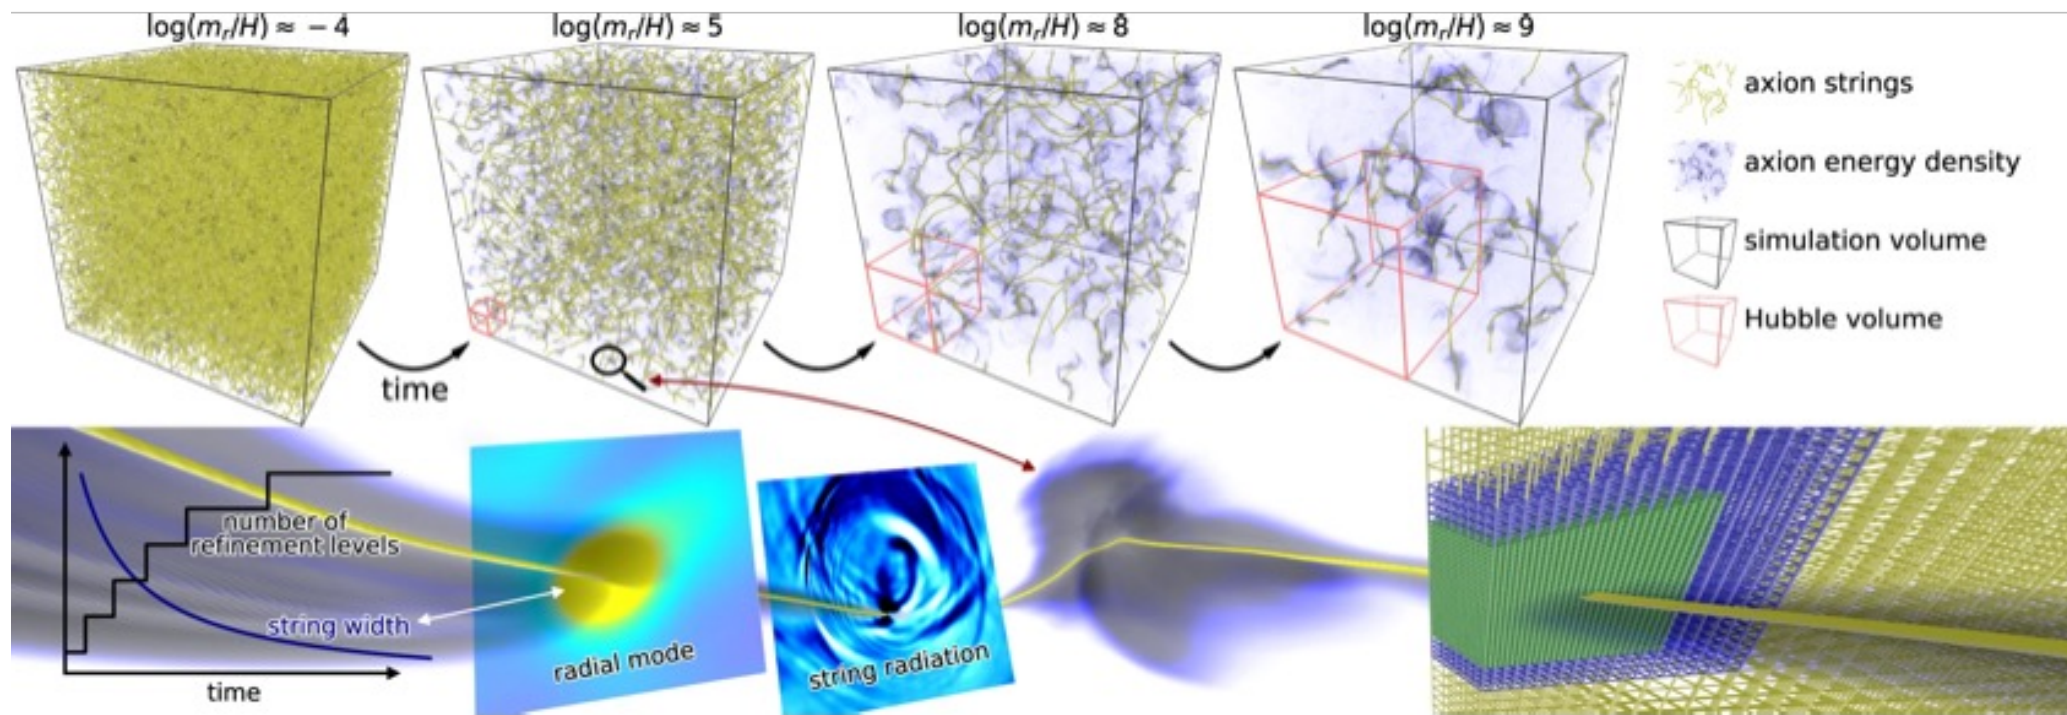 log(m_r/H) ≈ − 4
log(m_r/H) ≈ 5
log(m_r/H) ≈ 8
log(m_r/H) ≈ 9
axion strings
axion energy density
simulation volume
Hubble volume
time
number of
refinement levels
string width
time
radial mode
string radiation